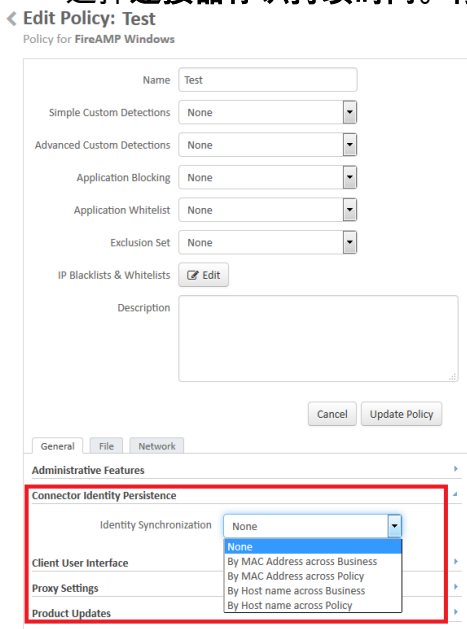 Edit Policy: Test
Policy for FireAMP Windows
Name Test
Simple Custom Detections None
Advanced Custom Detections None
Application Blocking None
Application Whitelist None
Exclusion Set None
IP Blacklists & Whitelists Edit
Description
Cancel Update Policy
General File Network
Administrative Features
Connector Identity Persistence
Identity Synchronization None
None
Client User Interface By MAC Address across Business
By MAC Address across Policy
Proxy Settings By Host name across Business
By Host name across Policy
Product Updates